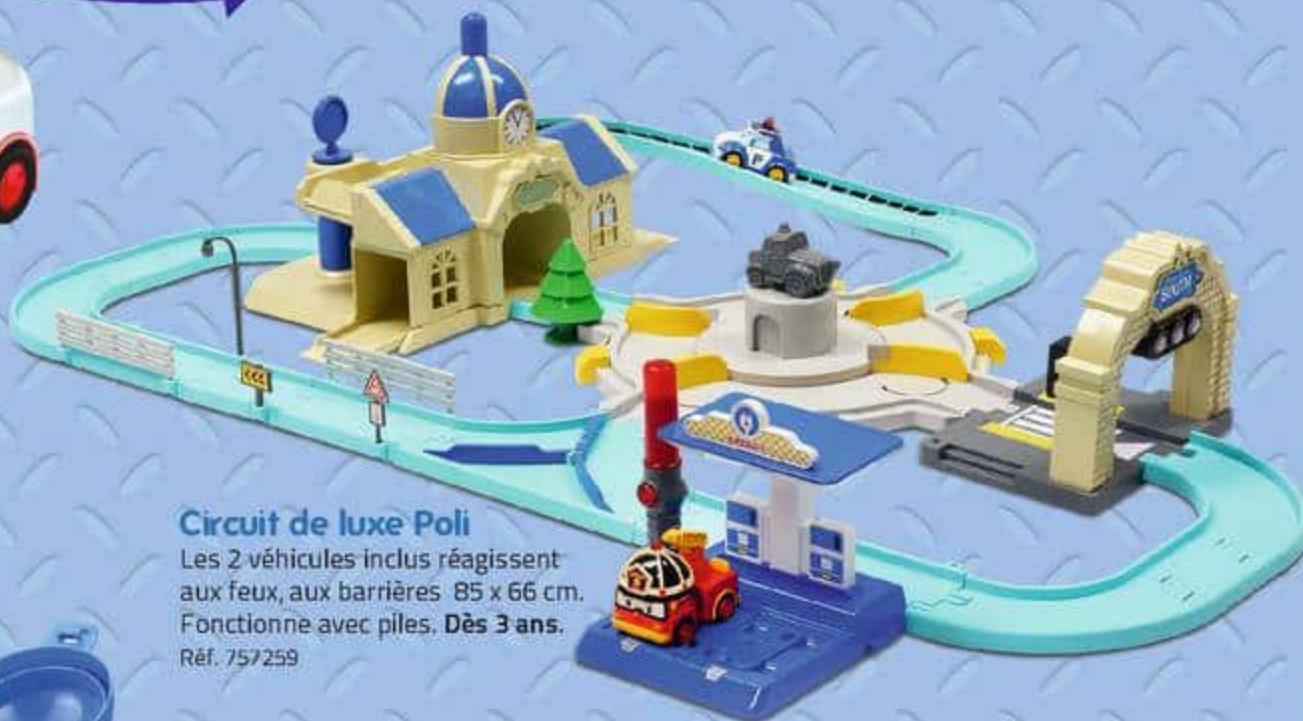 SOUTH
P
Circuit de luxe Poli
Les 2 véhicules inclus réagissent
aux feux, aux barrières 85 x 66 cm.
Fonctionne avec piles. Dès 3 ans.
Réf. 757259